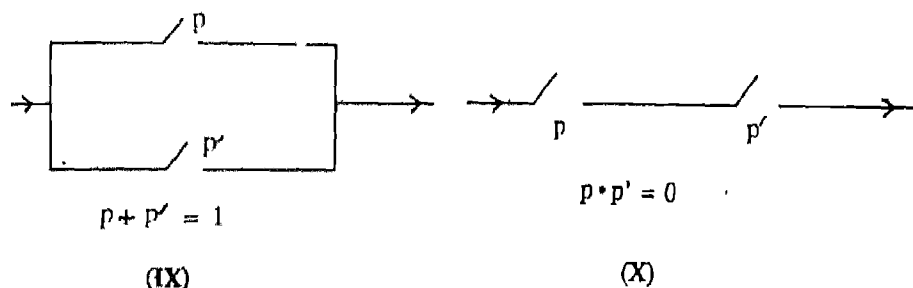 p
p'
p + p' = 1
(IX)
p
p'
p • p' = 0
(X)